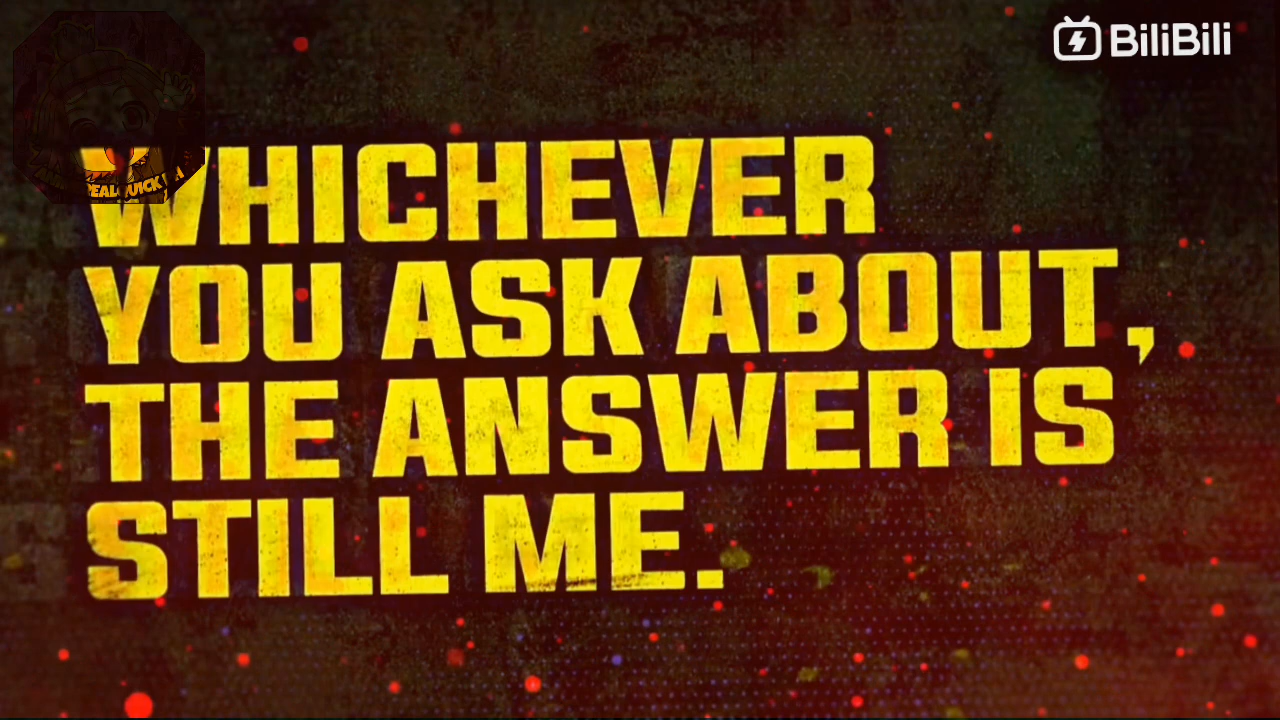 BiliBili
WHICHEVER
YOU ASK ABOUT,
THE ANSWER IS
STILL ME.